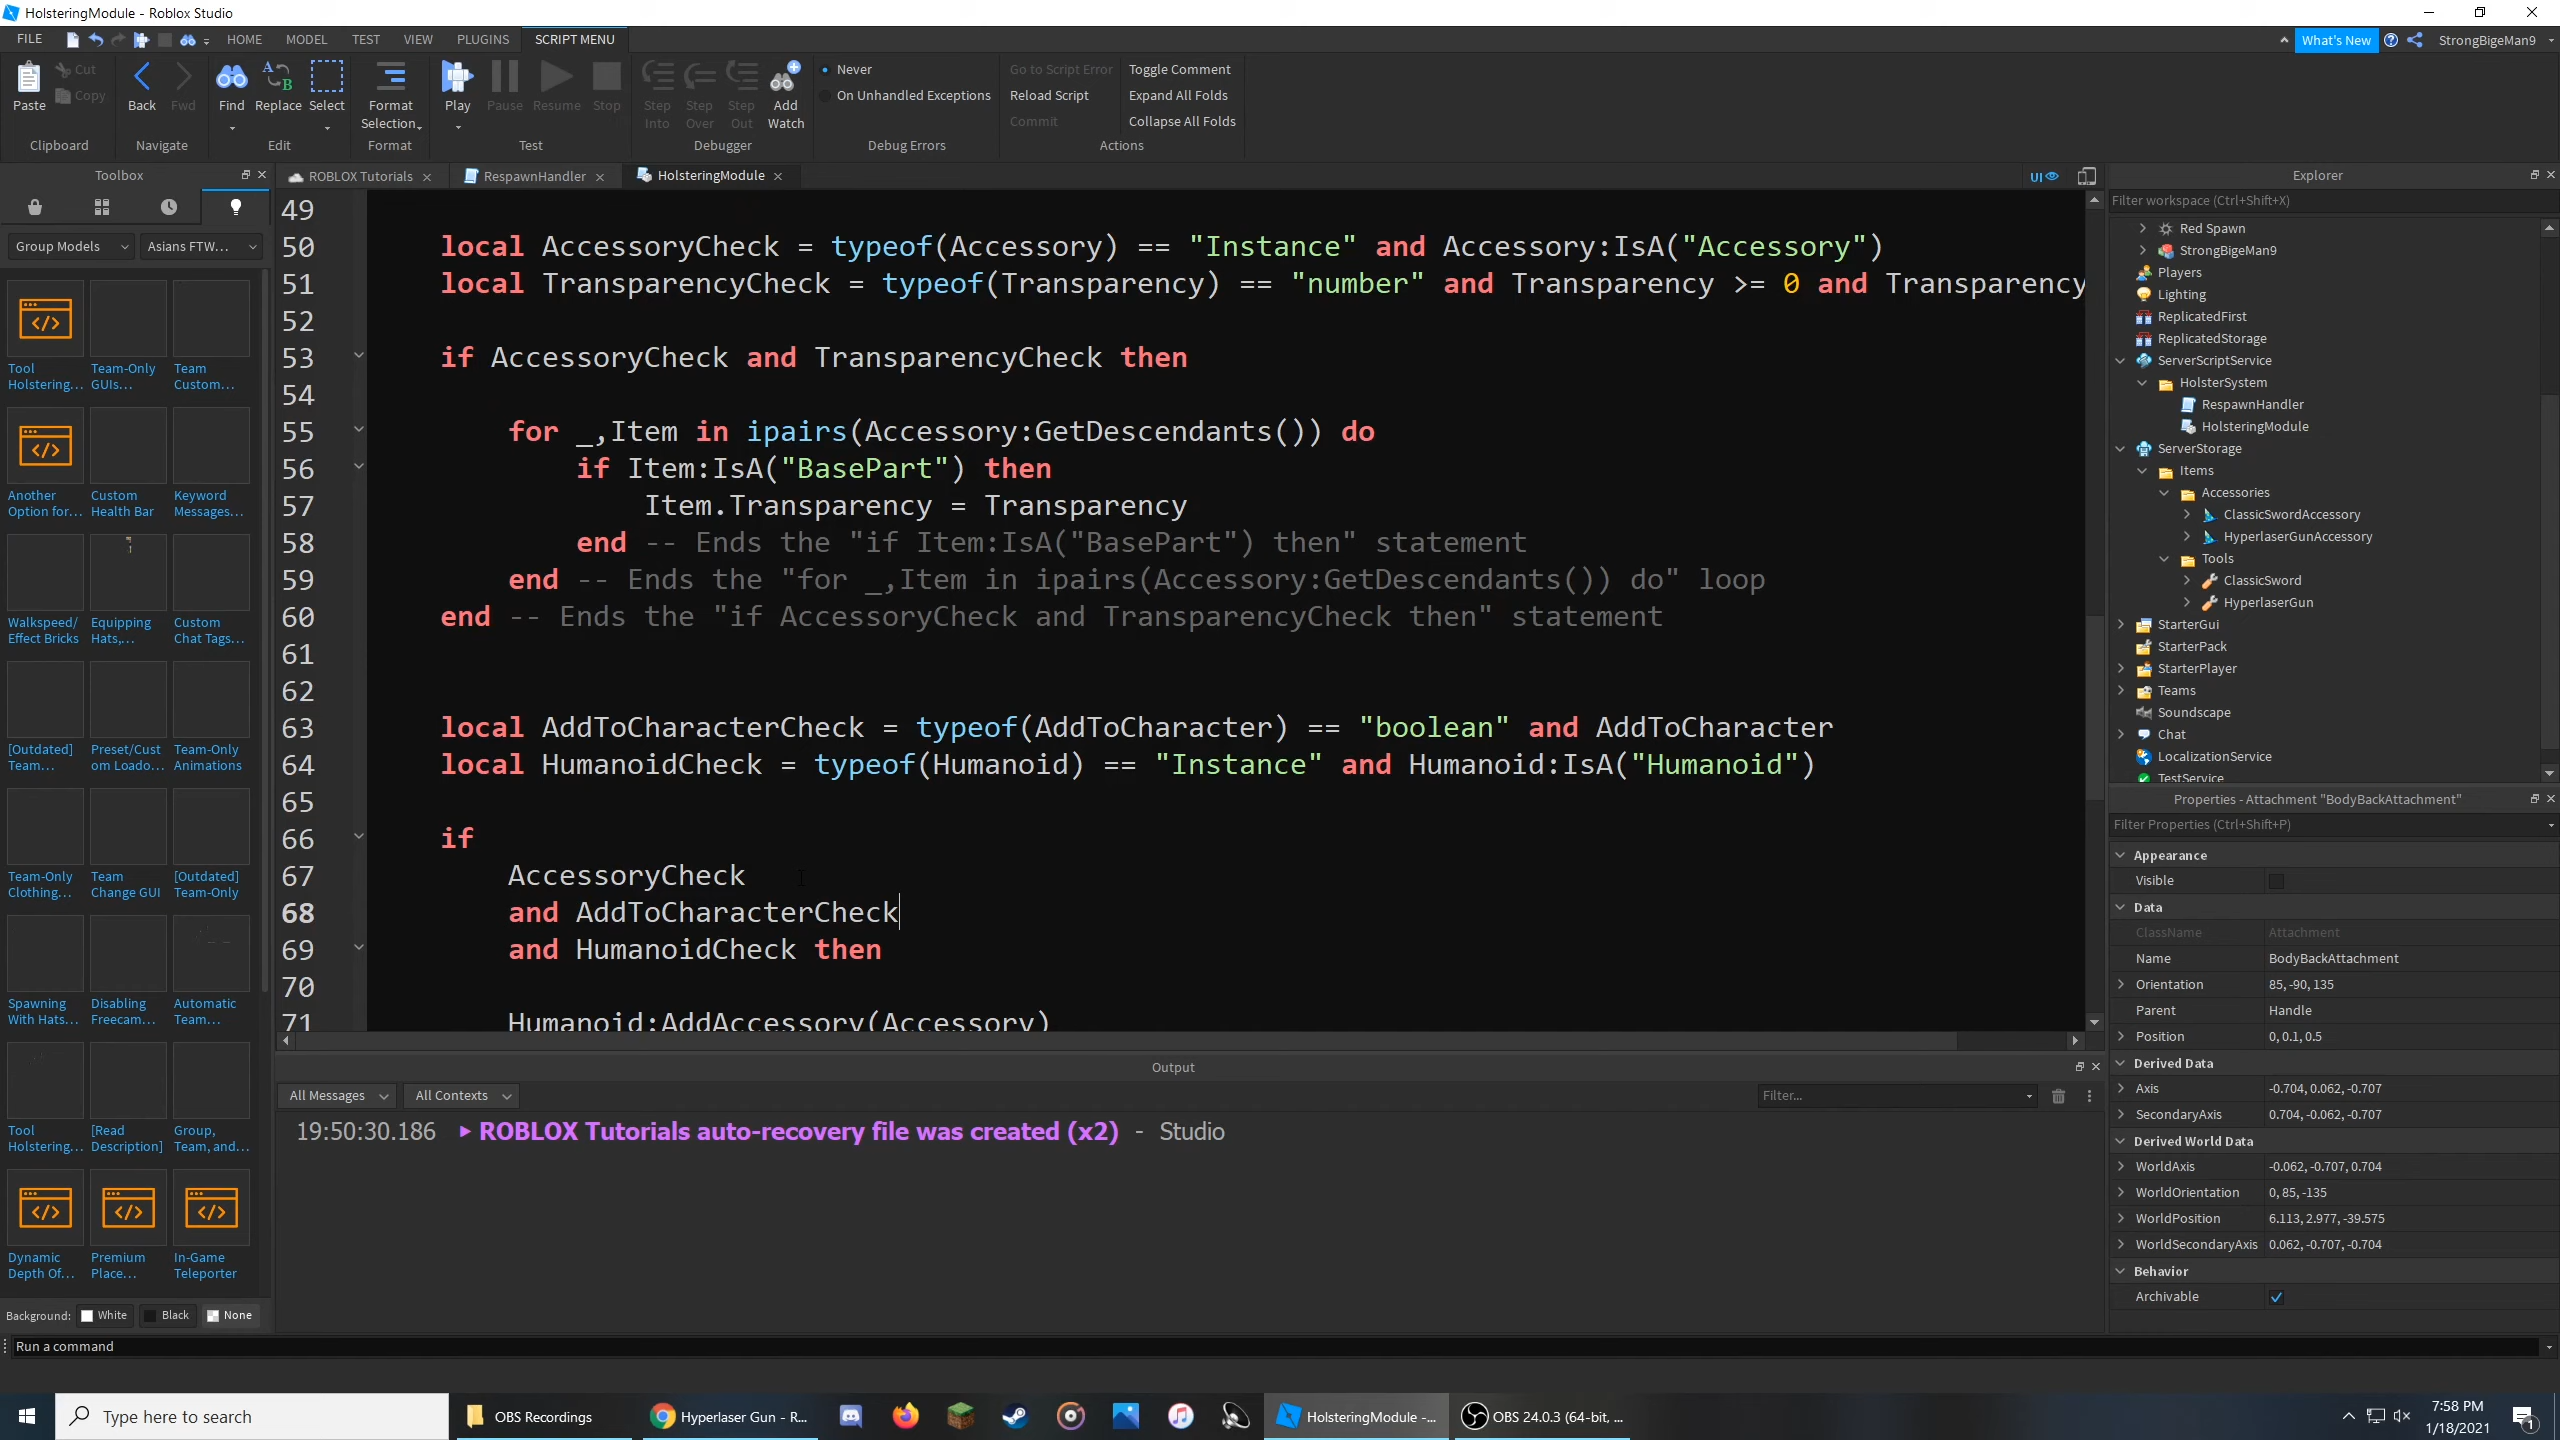 HolsteringModule - Roblox Studio
FILE HOME MODEL TEST VIEW PLUGINS SCRIPT MENU What's New StrongBigeMan9
Paste Cut Copy Clipboard
Back Fwd Navigate
Find Replace Select Edit
Format Selection Format
Play Pause Resume Stop Test
Step Into Step Over Step Out Add Watch Debugger
Never
On Unhandled Exceptions
Debug Errors
Go to Script Error Toggle Comment
Reload Script Expand All Folds
Commit Collapse All Folds
Actions
Toolbox
Group Models Asians FTW...
Tool Holstering... Team-Only GUIs... Team Custom...
Another Option for... Custom Health Bar Keyword Messages...
Walkspeed/ Effect Bricks Equipping Hats,... Custom Chat Tags...
[Outdated] Team... Preset/Cust om Loado... Team-Only Animations
Team-Only Clothing... Team Change GUI [Outdated] Team-Only
Spawning With Hats... Disabling Freecam... Automatic Team...
Tool Holstering... [Read Description] Group, Team, and...
Dynamic Depth Of... Premium Place... In-Game Teleporter
Background: White Black None
ROBLOX Tutorials RespawnHandler HolsteringModule UI
49
50 local AccessoryCheck = typeof(Accessory) == "Instance" and Accessory:IsA("Accessory")
51 local TransparencyCheck = typeof(Transparency) == "number" and Transparency >= 0 and Transparency
52
53 if AccessoryCheck and TransparencyCheck then
54
55 for _,Item in ipairs(Accessory:GetDescendants()) do
56 if Item:IsA("BasePart") then
57 Item.Transparency = Transparency
58 end -- Ends the "if Item:IsA("BasePart") then" statement
59 end -- Ends the "for _,Item in ipairs(Accessory:GetDescendants()) do" loop
60 end -- Ends the "if AccessoryCheck and TransparencyCheck then" statement
61
62
63 local AddToCharacterCheck = typeof(AddToCharacter) == "boolean" and AddToCharacter
64 local HumanoidCheck = typeof(Humanoid) == "Instance" and Humanoid:IsA("Humanoid")
65
66 if
67 AccessoryCheck
68 and AddToCharacterCheck
69 and HumanoidCheck then
70
71 Humanoid:AddAccessory(Accessory)
Output
All Messages All Contexts Filter...
19:50:30.186 ROBLOX Tutorials auto-recovery file was created (x2) - Studio
Explorer
Filter workspace (Ctrl+Shift+X)
Red Spawn
StrongBigeMan9
Players
Lighting
ReplicatedFirst
ReplicatedStorage
ServerScriptService
HolsterSystem
RespawnHandler
HolsteringModule
ServerStorage
Items
Accessories
ClassicSwordAccessory
HyperlaserGunAccessory
Tools
ClassicSword
HyperlaserGun
StarterGui
StarterPack
StarterPlayer
Teams
Soundscape
Chat
LocalizationService
TestService
Properties - Attachment "BodyBackAttachment"
Filter Properties (Ctrl+Shift+P)
Appearance
Visible
Data
ClassName Attachment
Name BodyBackAttachment
Orientation 85, -90, 135
Parent Handle
Position 0, 0.1, 0.5
Derived Data
Axis -0.704, 0.062, -0.707
SecondaryAxis 0.704, -0.062, -0.707
Derived World Data
WorldAxis -0.062, -0.707, 0.704
WorldOrientation 0, 85, -135
WorldPosition 6.113, 2.977, -39.575
WorldSecondaryAxis 0.062, -0.707, -0.704
Behavior
Archivable
Run a command
Type here to search OBS Recordings Hyperlaser Gun - R... HolsteringModule -... OBS 24.0.3 (64-bit, ... 7:58 PM
1/18/2021
1